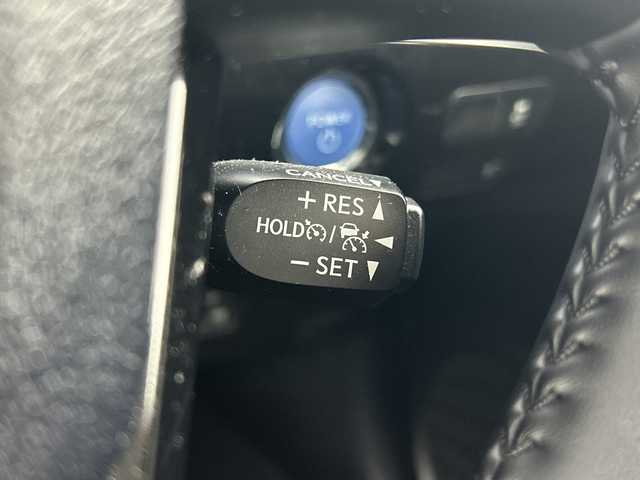 CANCEL▼
+ RES ▲
HOLD / ◀
− SET ▼